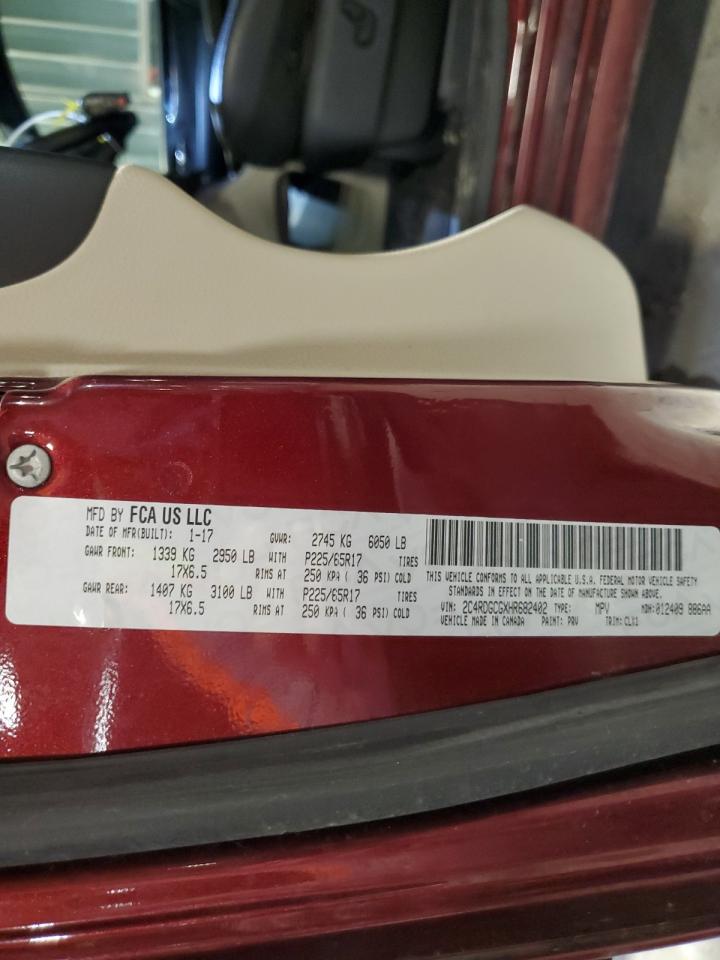 MFD BY FCA US LLC
DATE OF MFR(BUILT): 1-17 GVWR: 2745 KG 6050 LB
GAWR FRONT: 1339 KG 2950 LB WITH P225/65R17 TIRES
17X6.5 RIMS AT 250 KPA ( 36 PSI) COLD
GAWR REAR: 1407 KG 3100 LB WITH P225/65R17 TIRES
17X6.5 RIMS AT 250 KPA ( 36 PSI) COLD
THIS VEHICLE CONFORMS TO ALL APPLICABLE U.S.A. FEDERAL MOTOR VEHICLE SAFETY
STANDARDS IN EFFECT ON THE DATE OF MANUFACTURE SHOWN ABOVE.
VIN: 2C4RDGCGXHR682402 TYPE: MPV MDH:012409 886AA
VEHICLE MADE IN CANADA PAINT: PRV TRIM: CLX1